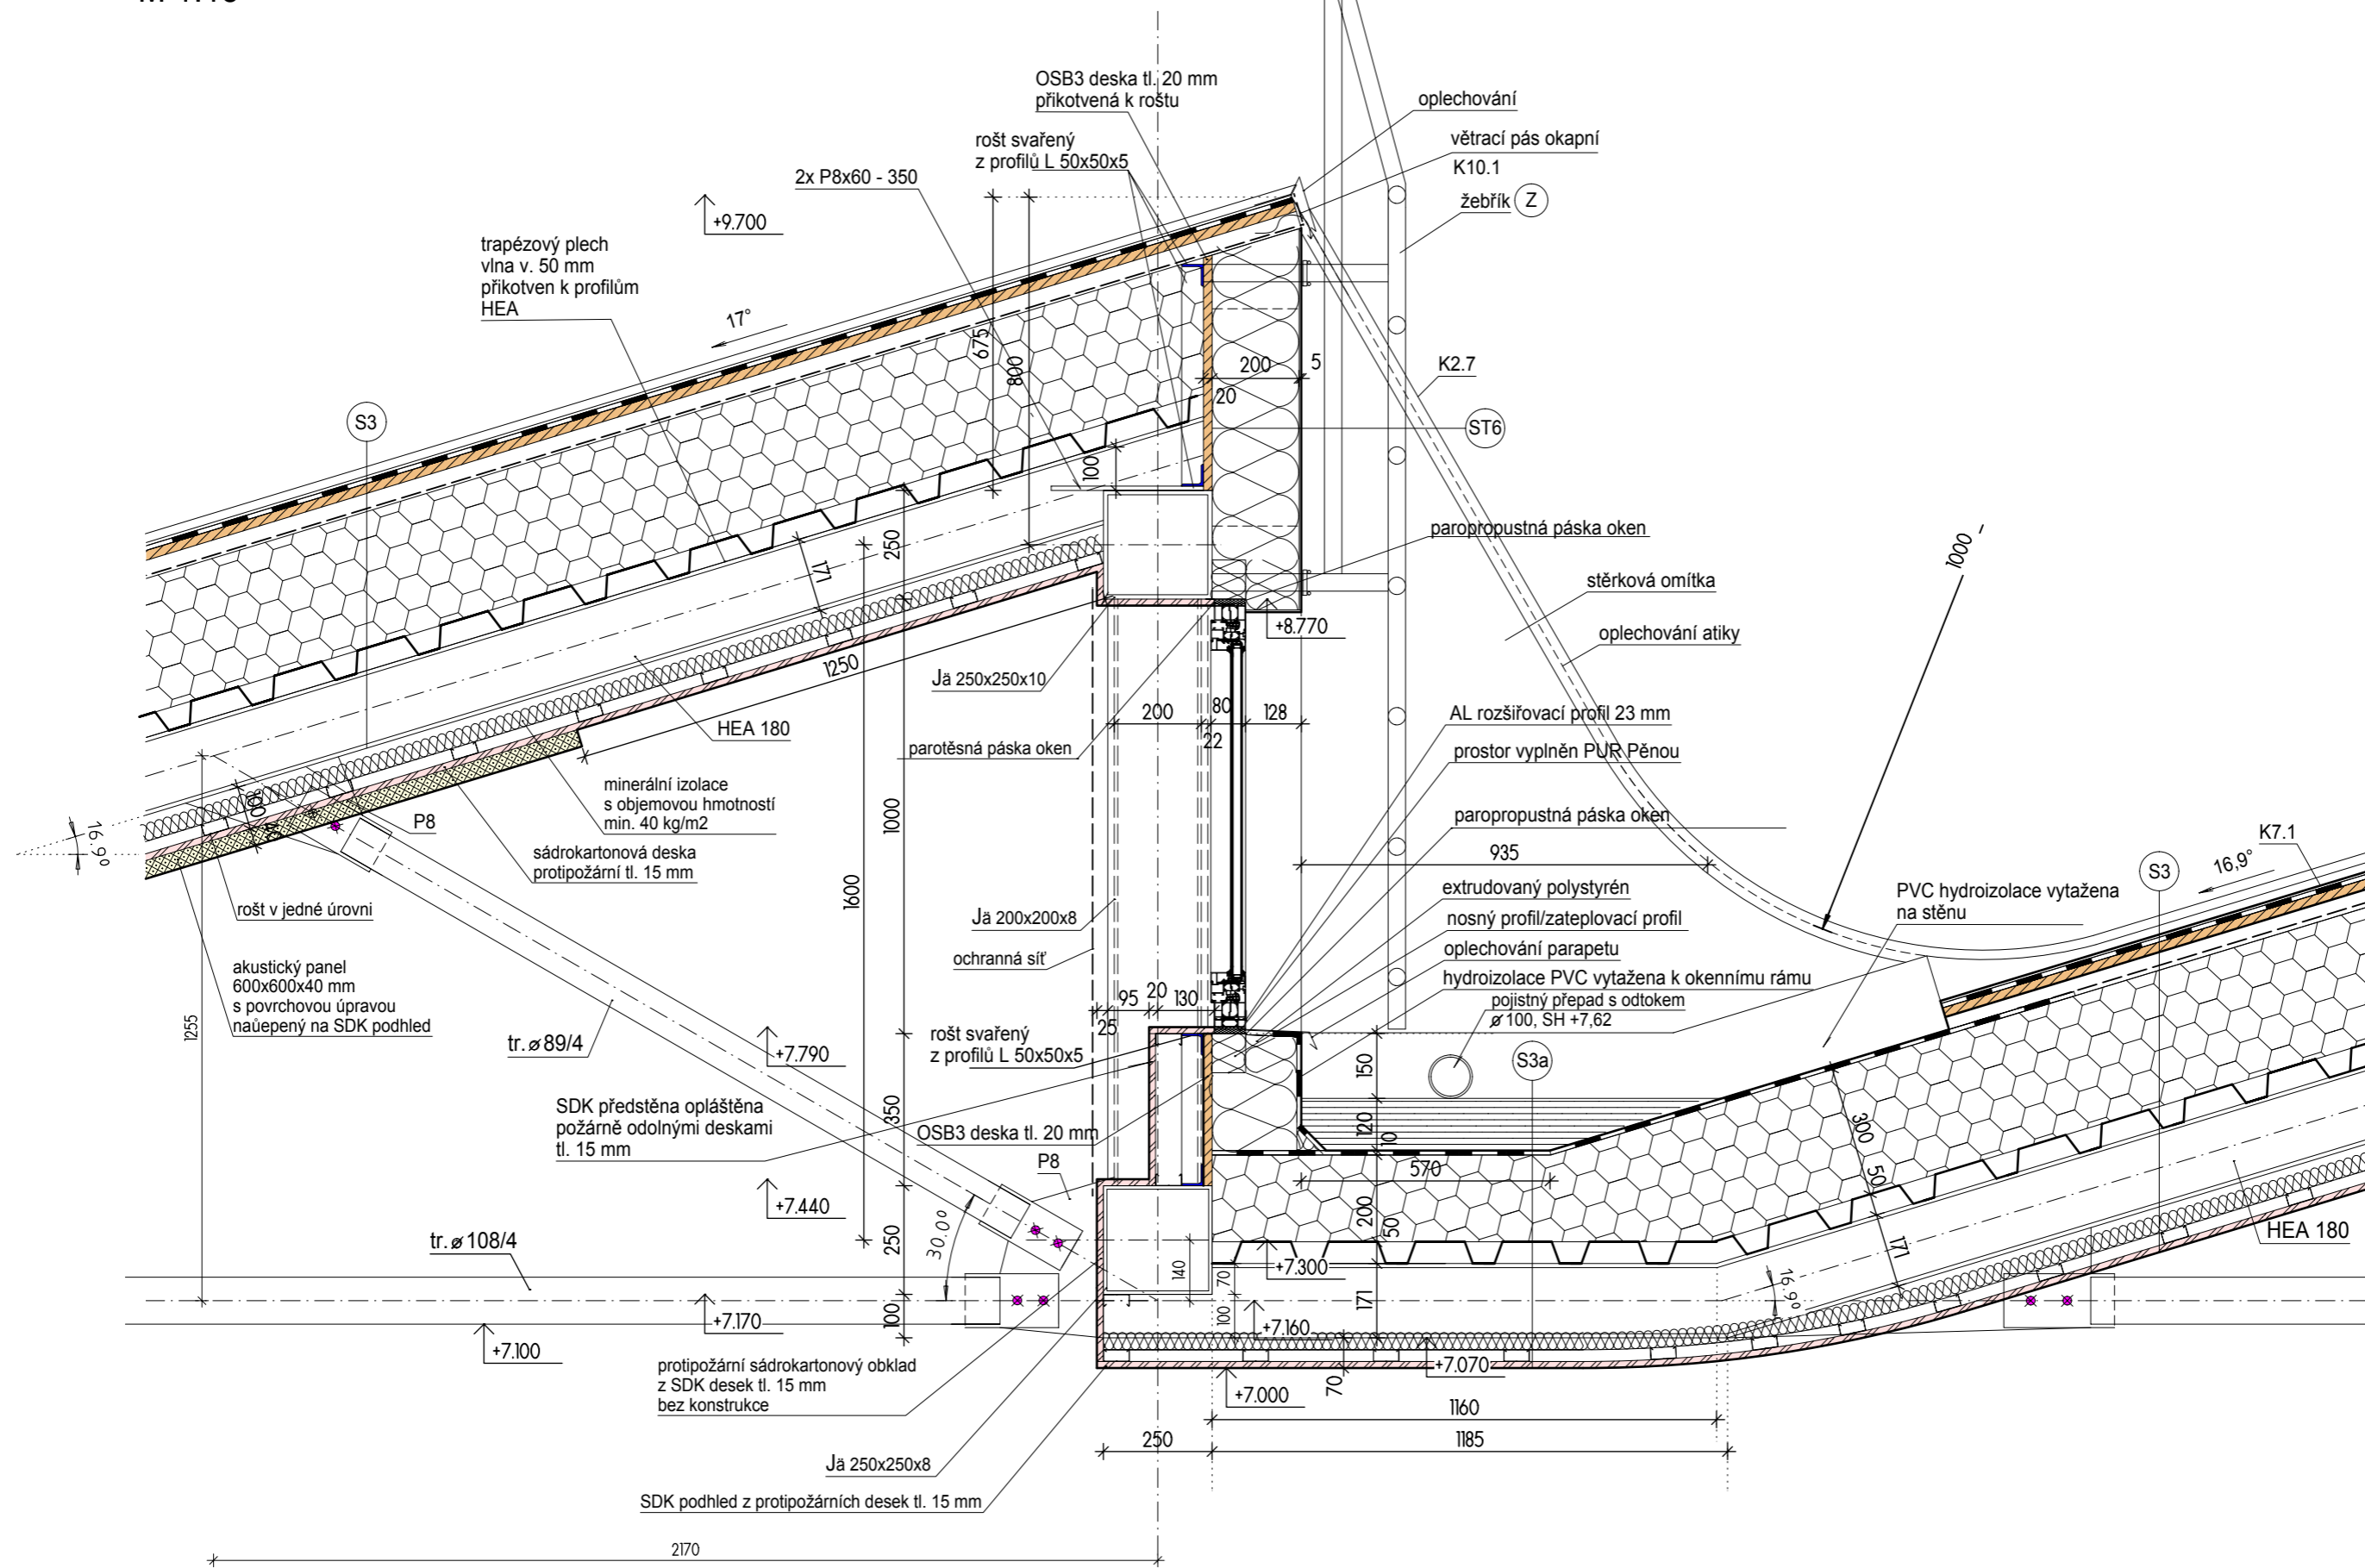 OSB3 deska tl. 20 mm
přikotvená k roštu
oplechování
rošt svařený
z profilů L 50x50x5
větrací pás okapní
K10.1
2x P8x60 - 350
žebřík
Z
+9.700
trapézový plech
vlna v. 50 mm
přikotven k profilům
HEA
17°
675
800
200
5
20
K2.7
S3
ST6
100
250
171
paropropustná páska oken
1000
stěrková omítka
+8.770
oplechování atiky
1250
Jä 250x250x10
HEA 180
200
80
128
22
AL rozšiřovací profil 23 mm
parotěsná páska oken
prostor vyplněn PUR Pěnou
minerální izolace
s objemovou hmotností
min. 40 kg/m2
P8
16.9°
1000
paropropustná páska oken
K7.1
sádrokartonová deska
protipožární tl. 15 mm
935
16,9°
S3
1600
rošt v jedné úrovni
Jä 200x200x8
extrudovaný polystyrén
nosný profil/zateplovací profil
PVC hydroizolace vytažena
na stěnu
ochranná síť
oplechování parapetu
akustický panel
600x600x40 mm
s povrchovou úpravou
naůepený na SDK podhled
hydroizolace PVC vytažena k okennímu rámu
95
20
130
25
pojistný přepad s odtokem
ø 100, SH +7,62
1255
tr. ø 89/4
+7.790
rošt svařený
z profilů L 50x50x5
S3a
150
SDK předstěna opláštěna
požárně odolnými deskami
tl. 15 mm
350
OSB3 deska tl. 20 mm
120
10
300
P8
570
50
+7.440
200
50
30.0°
250
tr. ø 108/4
140
70
+7.300
171
HEA 180
16.9°
100
+7.170
100
+7.160
171
+7.100
+7.070
protipožární sádrokartonový obklad
z SDK desek tl. 15 mm
bez konstrukce
70
+7.000
1160
250
1185
Jä 250x250x8
SDK podhled z protipožárních desek tl. 15 mm
2170